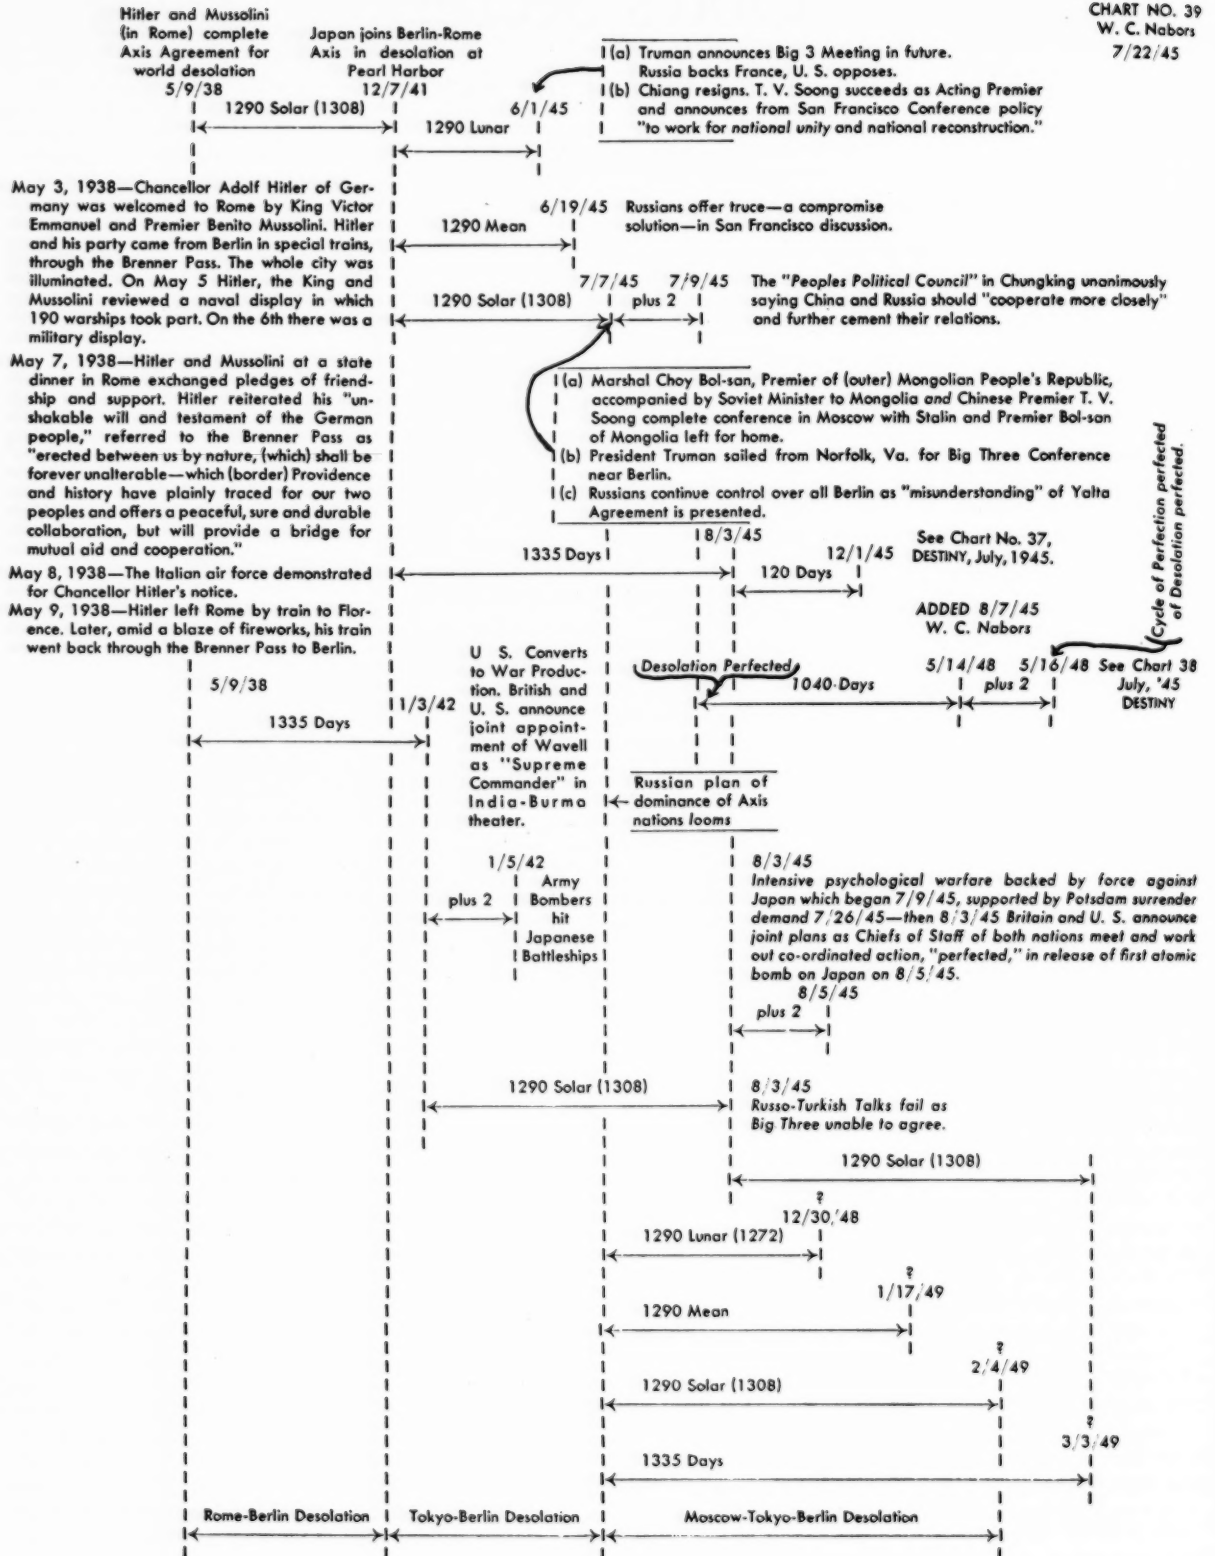 CHART NO. 39
W. C. Nabors
7/22/45
Hitler and Mussolini
(in Rome) complete
Axis Agreement for
world desolation
5/9/38
Japan joins Berlin-Rome
Axis in desolation at
Pearl Harbor
12/7/41
1290 Solar (1308)
6/1/45
1290 Lunar
(a) Truman announces Big 3 Meeting in future.
Russia backs France, U. S. opposes.
(b) Chiang resigns. T. V. Soong succeeds as Acting Premier
and announces from San Francisco Conference policy
"to work for national unity and national reconstruction."
May 3, 1938—Chancellor Adolf Hitler of Ger-
many was welcomed to Rome by King Victor
Emmanuel and Premier Benito Mussolini. Hitler
and his party came from Berlin in special trains,
through the Brenner Pass. The whole city was
illuminated. On May 5 Hitler, the King and
Mussolini reviewed a naval display in which
190 warships took part. On the 6th there was a
military display.
May 7, 1938—Hitler and Mussolini at a state
dinner in Rome exchanged pledges of friend-
ship and support. Hitler reiterated his "un-
shakable will and testament of the German
people," referred to the Brenner Pass as
"erected between us by nature, (which) shall be
forever unalterable—which (border) Providence
and history have plainly traced for our two
peoples and offers a peaceful, sure and durable
collaboration, but will provide a bridge for
mutual aid and cooperation."
May 8, 1938—The Italian air force demonstrated
for Chancellor Hitler's notice.
May 9, 1938—Hitler left Rome by train to Flor-
ence. Later, amid a blaze of fireworks, his train
went back through the Brenner Pass to Berlin.
6/19/45
1290 Mean
Russians offer truce—a compromise
solution—in San Francisco discussion.
7/7/45
7/9/45
1290 Solar (1308)
plus 2
The "Peoples Political Council" in Chungking unanimously
saying China and Russia should "cooperate more closely"
and further cement their relations.
(a) Marshal Choy Bol-san, Premier of (outer) Mongolian People's Republic,
accompanied by Soviet Minister to Mongolia and Chinese Premier T. V.
Soong complete conference in Moscow with Stalin and Premier Bol-san
of Mongolia left for home.
(b) President Truman sailed from Norfolk, Va. for Big Three Conference
near Berlin.
(c) Russians continue control over all Berlin as "misunderstanding" of Yalta
Agreement is presented.
Cycle of Perfection perfected
of Desolation perfected.
8/3/45
1335 Days
12/1/45
120 Days
See Chart No. 37,
DESTINY, July, 1945.
ADDED 8/7/45
W. C. Nabors
5/9/38
1335 Days
1/3/42
U S. Converts
to War Produc-
tion. British and
U. S. announce
joint appoint-
ment of Wavell
as "Supreme
Commander" in
India-Burma
theater.
Desolation Perfected
1040 Days
5/14/48
5/16/48
plus 2
See Chart 38
July, '45
DESTINY
Russian plan of
dominance of Axis
nations looms
1/5/42
plus 2
Army
Bombers
hit
Japanese
Battleships
8/3/45
Intensive psychological warfare backed by force against
Japan which began 7/9/45, supported by Potsdam surrender
demand 7/26/45—then 8/3/45 Britain and U. S. announce
joint plans as Chiefs of Staff of both nations meet and work
out co-ordinated action, "perfected," in release of first atomic
bomb on Japan on 8/5/45.
8/5/45
plus 2
1290 Solar (1308)
8/3/45
Russo-Turkish Talks fail as
Big Three unable to agree.
1290 Solar (1308)
?
12/30/'48
1290 Lunar (1272)
?
1/17/49
1290 Mean
?
2/4/49
1290 Solar (1308)
?
3/3/49
1335 Days
Rome-Berlin Desolation
Tokyo-Berlin Desolation
Moscow-Tokyo-Berlin Desolation